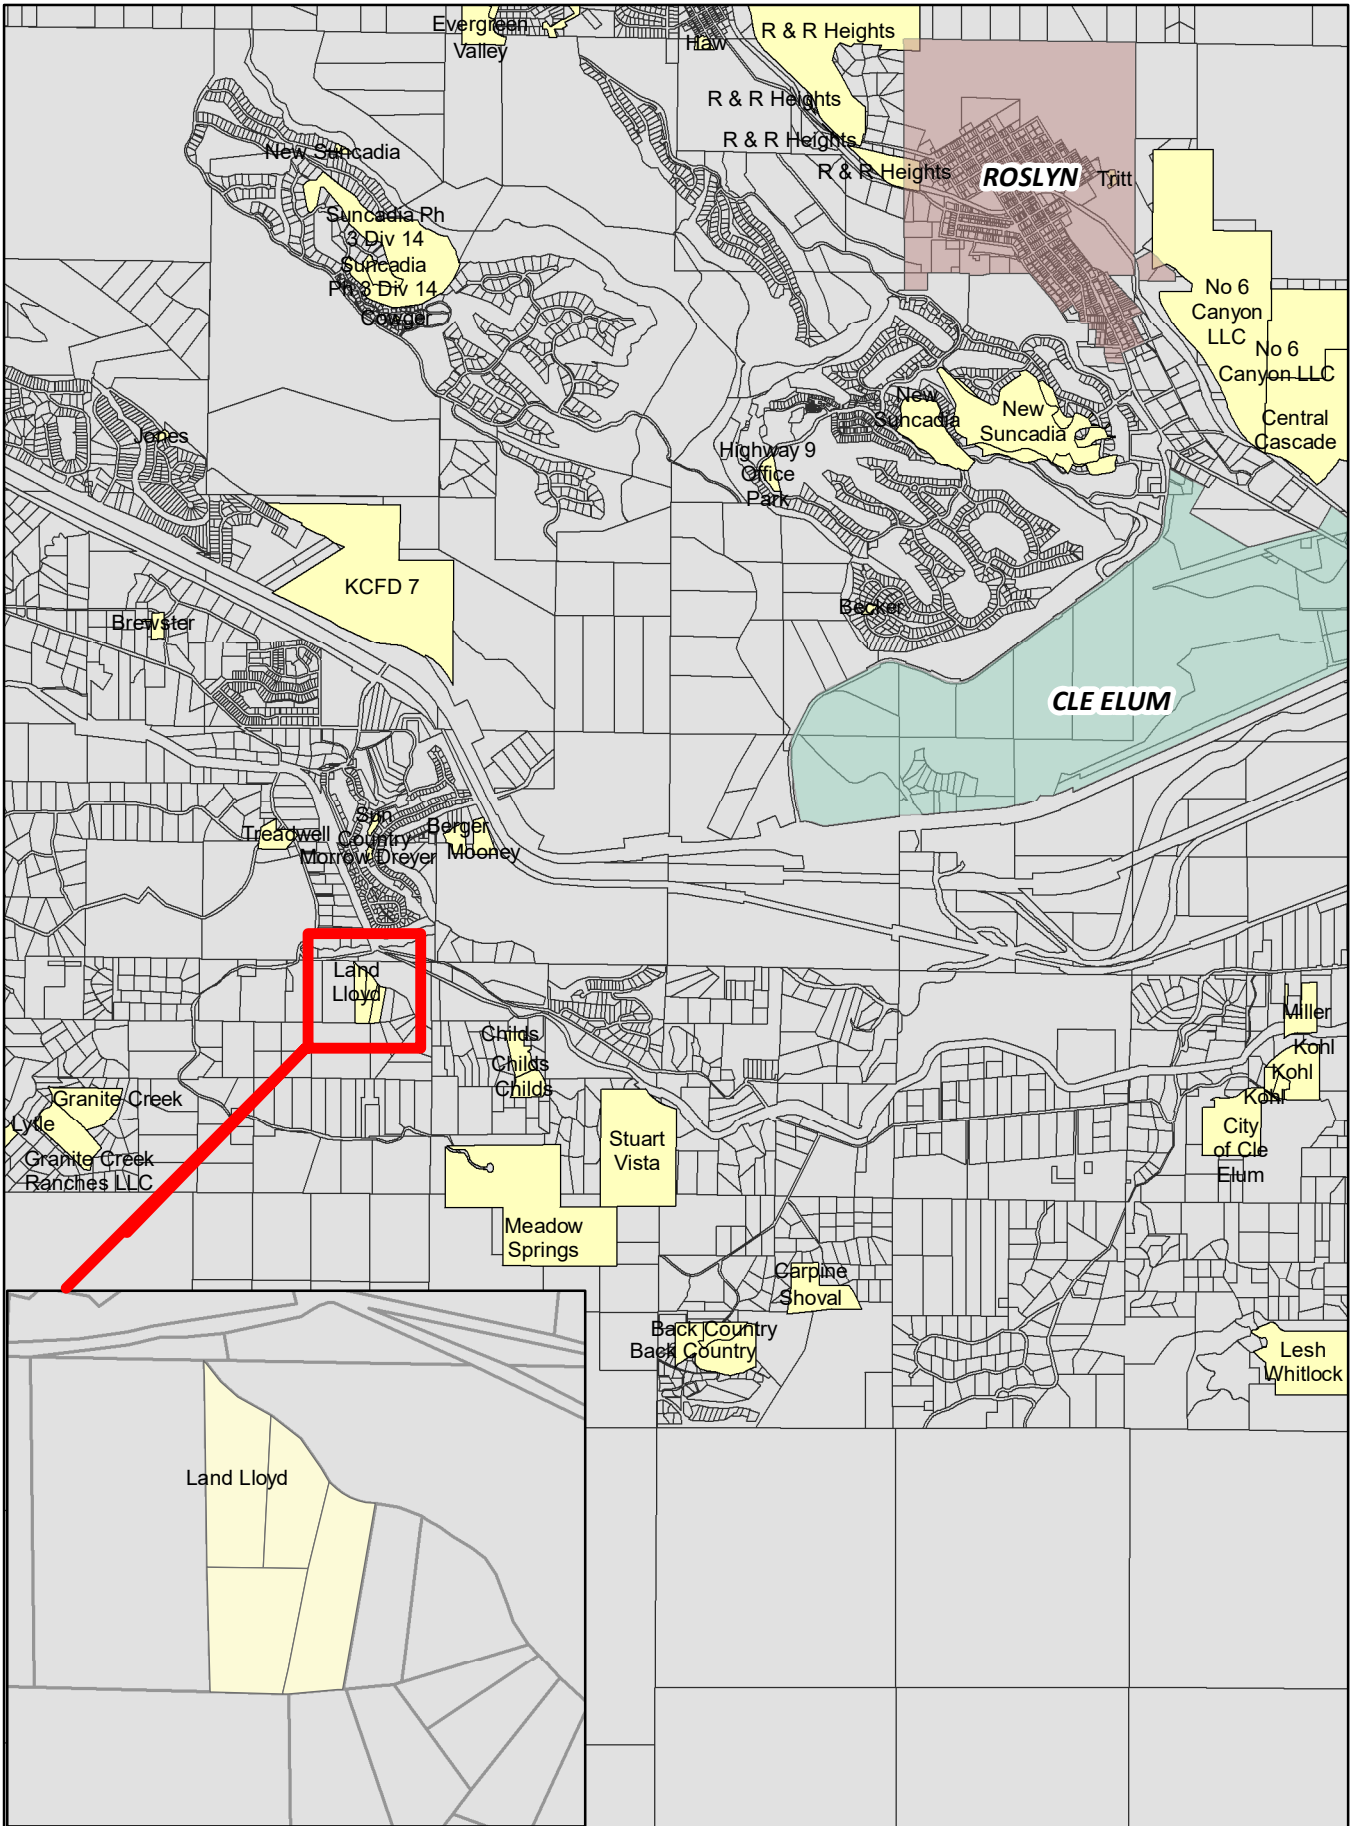 Evergreen
Valley
Haw
R & R Heights
R & R Heights
R & R Heights
R & R Heights
ROSLYN
Tritt
New Suncadia
Suncadia Ph
3 Div 14
Suncadia
Ph 3 Div 14
Cowger
No 6
Canyon
LLC
No 6
Canyon LLC
Central
Cascade
New
Suncadia
New
Suncadia
Highway 9
Office
Park
Jones
KCFD 7
Brewster
Becker
CLE ELUM
Treadwell
Sun
Country
Morrow Dreyer
Berger
Mooney
Land
Lloyd
Childs
Childs
Childs
Miller
Kohl
Kohl
Kohl
City
of Cle
Elum
Granite Creek
Lytle
Granite Creek
Ranches LLC
Stuart
Vista
Meadow
Springs
Carpine
Shoval
Back Country
Back Country
Lesh
Whitlock
Land Lloyd